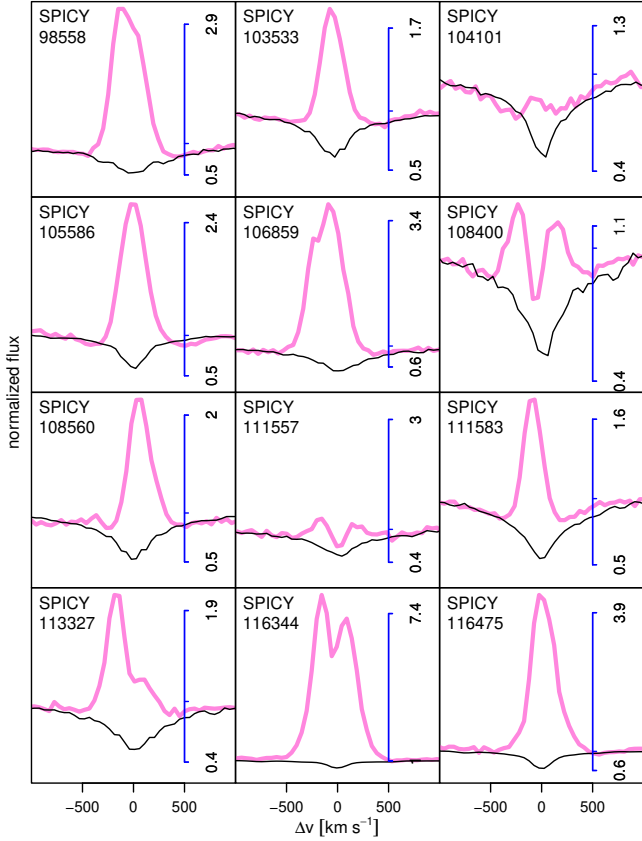 SPICY
98558
2.9
0.5
SPICY
103533
1.7
0.5
SPICY
104101
1.3
0.4
SPICY
105586
2.4
0.5
SPICY
106859
3.4
0.6
SPICY
108400
1.1
0.4
SPICY
108560
2
0.5
SPICY
111557
3
0.4
SPICY
111583
1.6
0.5
SPICY
113327
1.9
0.4
SPICY
116344
7.4
SPICY
116475
3.9
0.6
normalized flux
−500 0 500
−500 0 500
−500 0 500
Δv [km s⁻¹]